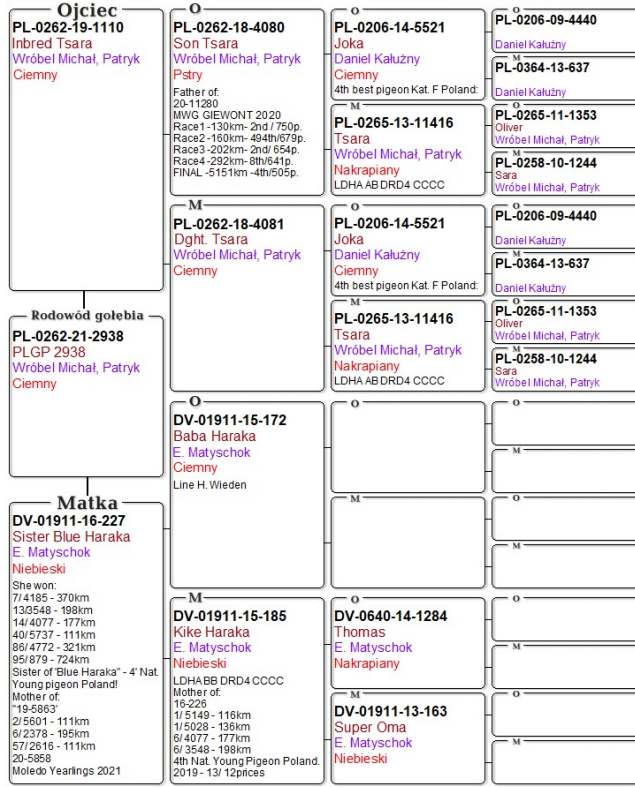 Ojciec
PL-0262-19-1110
Inbred Tsara
Wróbel Michał, Patryk
Ciemny
Rodowód gołębia
PL-0262-21-2938
PLGP 2938
Wróbel Michał, Patryk
Ciemny
Matka
DV-01911-16-227
Sister Blue Haraka
E. Matyschok
Niebieski
She won:
7/4185 - 370km
13/3548 - 198km
14/4077 - 177km
40/5737 - 111km
86/4772 - 321km
95/879 - 724km
Sister of "Blue Haraka" - 4' Nat.
Young pigeon Poland!
Mother of:
"19-5863'
2/5601 - 111km
6/2378 - 195km
57/2616 - 111km
20-5858
Moledo Yearlings 2021
O
PL-0262-18-4080
Son Tsara
Wróbel Michał, Patryk
Pstry
Father of:
20-11280
MWG GIEWONT 2020
Race1 -130km- 2nd / 750p.
Race2 -160km- 494th/679p.
Race3 -202km- 2nd/ 654p.
Race4 -292km- 8th/641p.
FINAL -5151km -4th/505p.
M
PL-0262-18-4081
Dght. Tsara
Wróbel Michał, Patryk
Ciemny
O
DV-01911-15-172
Baba Haraka
E. Matyschok
Ciemny
Line H. Wieden
M
DV-01911-15-185
Kike Haraka
E. Matyschok
Niebieski
LDHA BB DRD4 CCCC
Mother of:
16-226
1/ 5149 - 116km
1/ 5028 - 136km
6/ 4077 - 177km
6/ 3548 - 198km
4th Nat. Young Pigeon Poland.
2019 - 13/ 12prices
O
PL-0206-14-5521
Joka
Daniel Kałużny
Ciemny
4th best pigeon Kat. F Poland:
M
PL-0265-13-11416
Tsara
Wróbel Michał, Patryk
Nakrapiany
LDHA AB DRD4 CCCC
O
PL-0206-14-5521
Joka
Daniel Kałużny
Ciemny
4th best pigeon Kat. F Poland:
M
PL-0265-13-11416
Tsara
Wróbel Michał, Patryk
Nakrapiany
LDHA AB DRD4 CCCC
O
M
O
DV-0640-14-1284
Thomas
E. Matyschok
Nakrapiany
M
DV-01911-13-163
Super Oma
E. Matyschok
Niebieski
O
PL-0206-09-4440
Daniel Kałużny
M
PL-0364-13-637
Daniel Kałużny
O
PL-0265-11-1353
Oliver
Wróbel Michał, Patryk
M
PL-0258-10-1244
Sara
Wróbel Michał, Patryk
O
PL-0206-09-4440
Daniel Kałużny
M
PL-0364-13-637
Daniel Kałużny
O
PL-0265-11-1353
Oliver
Wróbel Michał, Patryk
M
PL-0258-10-1244
Sara
Wróbel Michał, Patryk
O
M
O
M
O
M
O
M